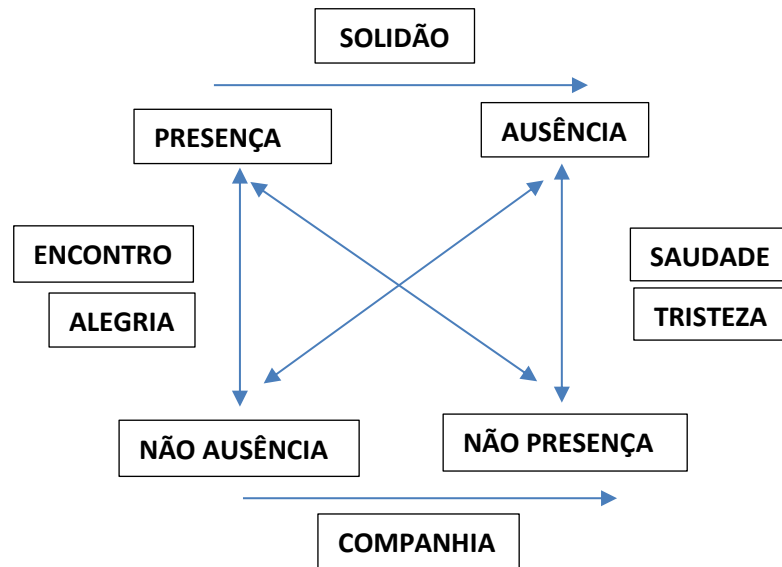 SOLIDÃO
PRESENÇA
AUSÊNCIA
ENCONTRO
SAUDADE
ALEGRIA
TRISTEZA
NÃO AUSÊNCIA
NÃO PRESENÇA
COMPANHIA